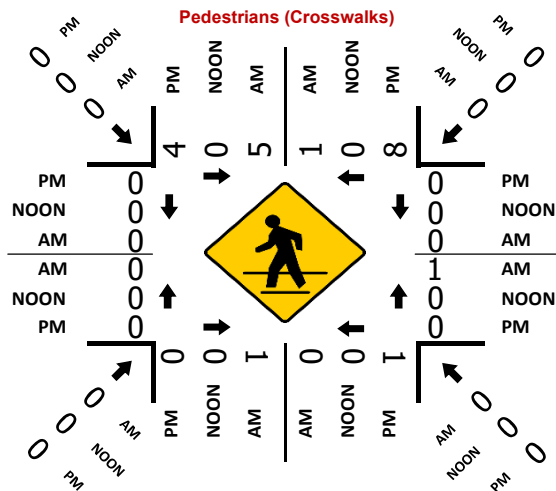 Pedestrians (Crosswalks)
PM NOON AM
0 0 0
PM NOON AM AM NOON PM
4 0 5 1 0 8
PM NOON AM
0 0 0
PM 0 0 PM
NOON 0 0 NOON
AM 0 0 AM
AM 0 1 AM
NOON 0 0 NOON
PM 0 0 PM
0 0 1 0 0 1
PM NOON AM AM NOON PM
0 0 0
AM NOON PM
0 0 0
AM NOON PM